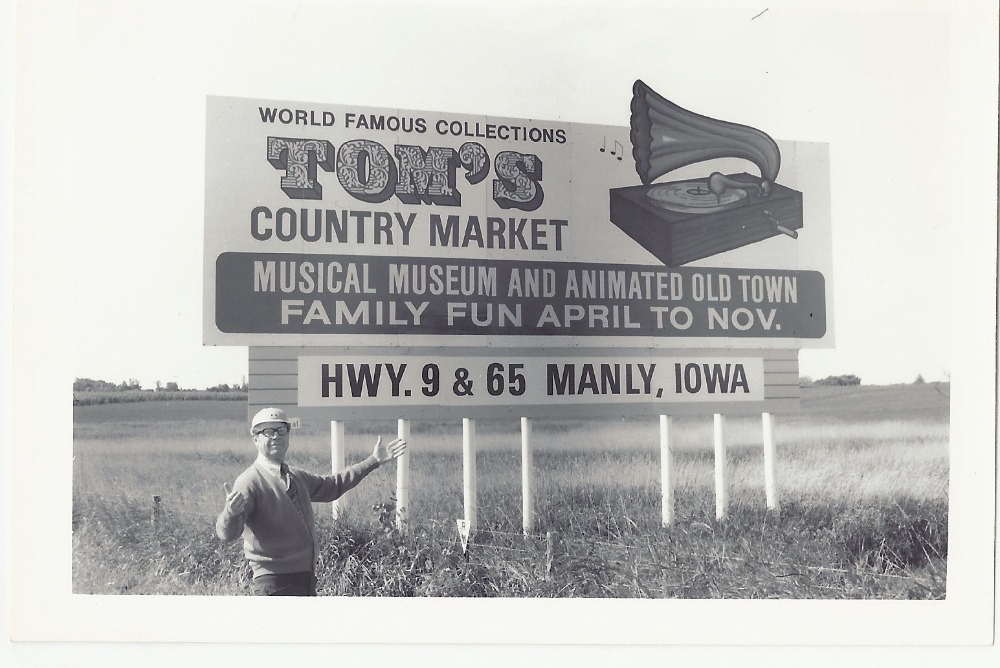 WORLD FAMOUS COLLECTIONS
TOM'S
COUNTRY MARKET
MUSICAL MUSEUM AND ANIMATED OLD TOWN
FAMILY FUN APRIL TO NOV.
HWY. 9 & 65 MANLY, IOWA